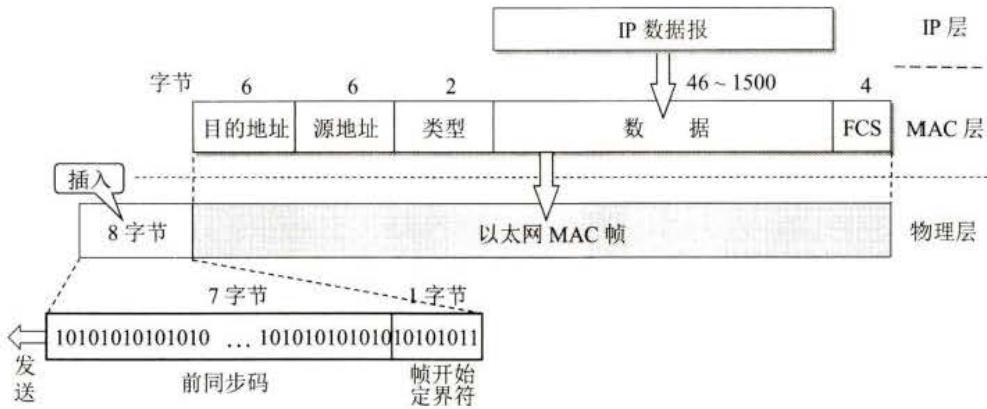 IP 数据报 IP 层
字节 6 6 2 46 ~ 1500 4
目的地址 源地址 类型 数 据 FCS MAC 层
插入
8 字节 以太网 MAC 帧 物理层
7 字节 1 字节
10101010101010 … 101010101010 10101011
发送 前同步码 帧开始
定界符